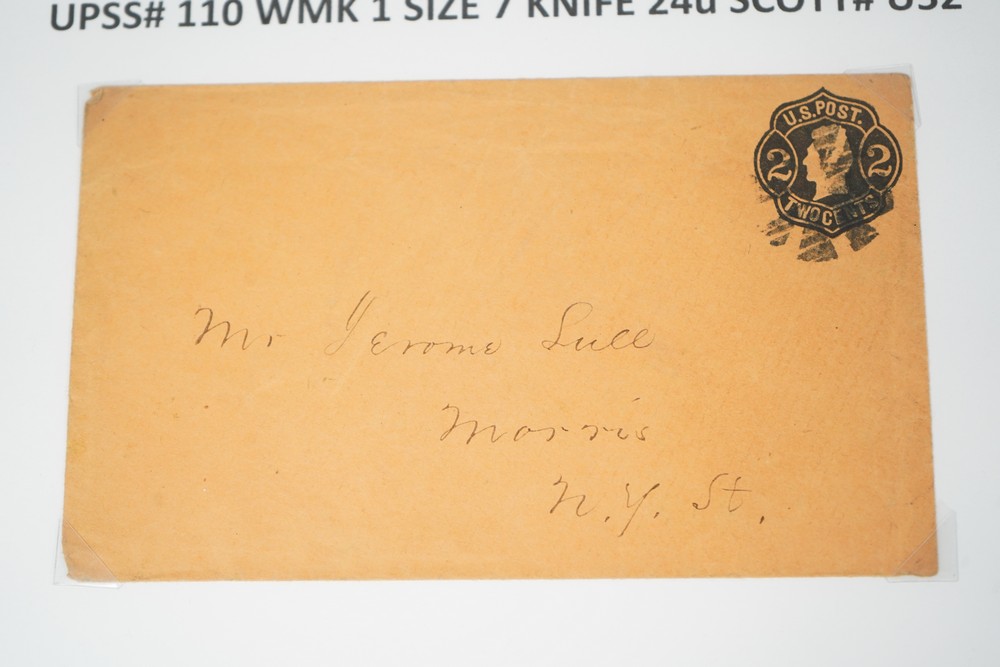 UPSS# 110 WMK 1 SIZE 7 KNIFE 24u SCOTT# U52
U.S. POST.
2 2
TWO CENTS
Mr Jerome Lull
Morris
N.Y. St.